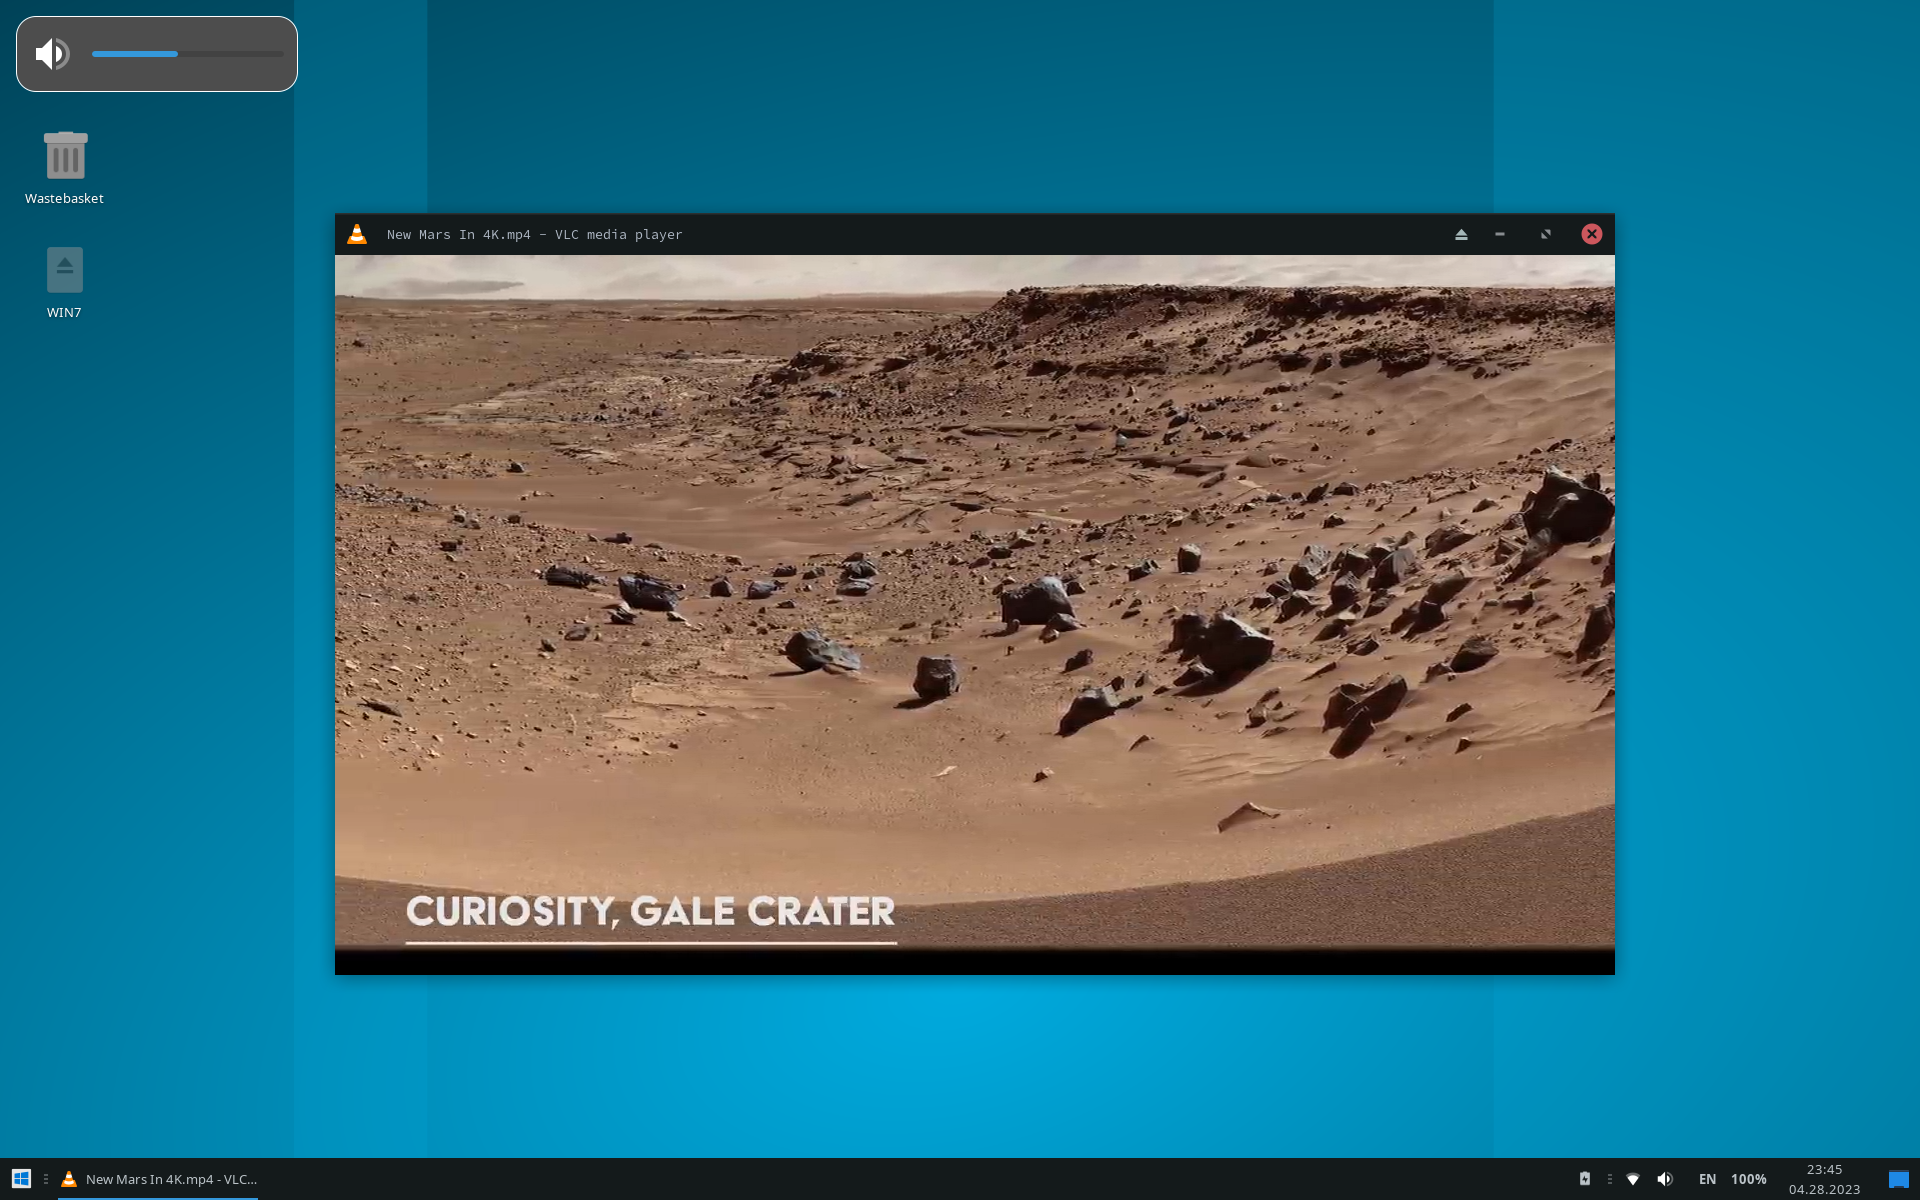 Wastebasket
WIN7
New Mars In 4K.mp4 - VLC media player
CURIOSITY, GALE CRATER
New Mars In 4K.mp4 - VLC...
EN
100%
23:45
04.28.2023